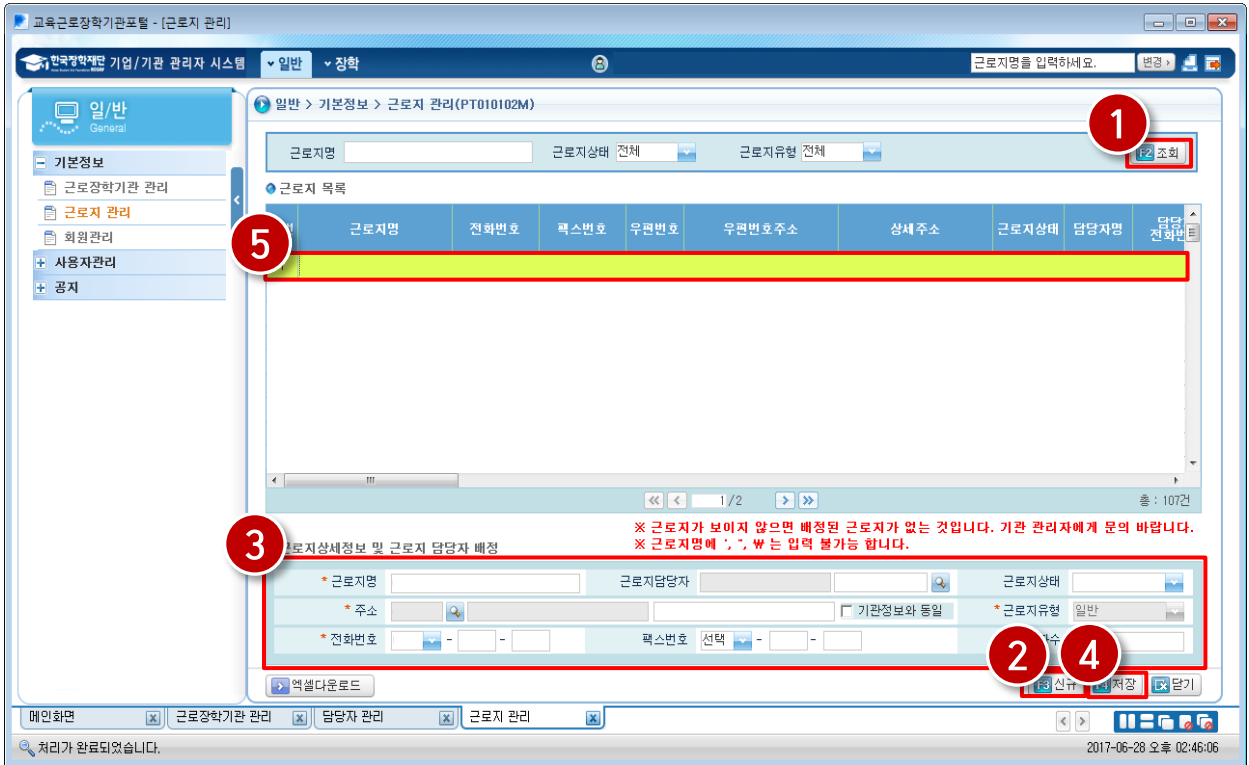 교육근로장학기관포털 - [근로지 관리]
한국장학재단 기업/기관 관리자 시스템 일반 장학 근로지명을 입력하세요. 변경
일/반
General
일반 > 기본정보 > 근로지 관리(PT010102M)
1
기본정보
근로장학기관 관리
근로지 관리
회원관리
사용자관리
공지
근로지명 근로지상태 전체 근로지유형 전체 F2 조회
근로지 목록
근로지명 전화번호 팩스번호 우편번호 우편번호주소 상세주소 근로지상태 담당자명
5
1/2 총 : 107건
※ 근로지가 보이지 않으면 배정된 근로지가 없는 것입니다. 기관 관리자에게 문의 바랍니다.
3
근로지상세정보 및 근로지 담당자 배정
※ 근로지명에 ', ", ₩ 는 입력 불가능 합니다.
* 근로지명 근로지담당자 근로지상태
* 주소 기관정보와 동일 * 근로지유형 일반
* 전화번호 - - 팩스번호 선택 - -
2 4
엑셀다운로드 F3 신규 저장 닫기
메인화면 근로장학기관 관리 담당자 관리 근로지 관리
처리가 완료되었습니다. 2017-06-28 오후 02:46:06